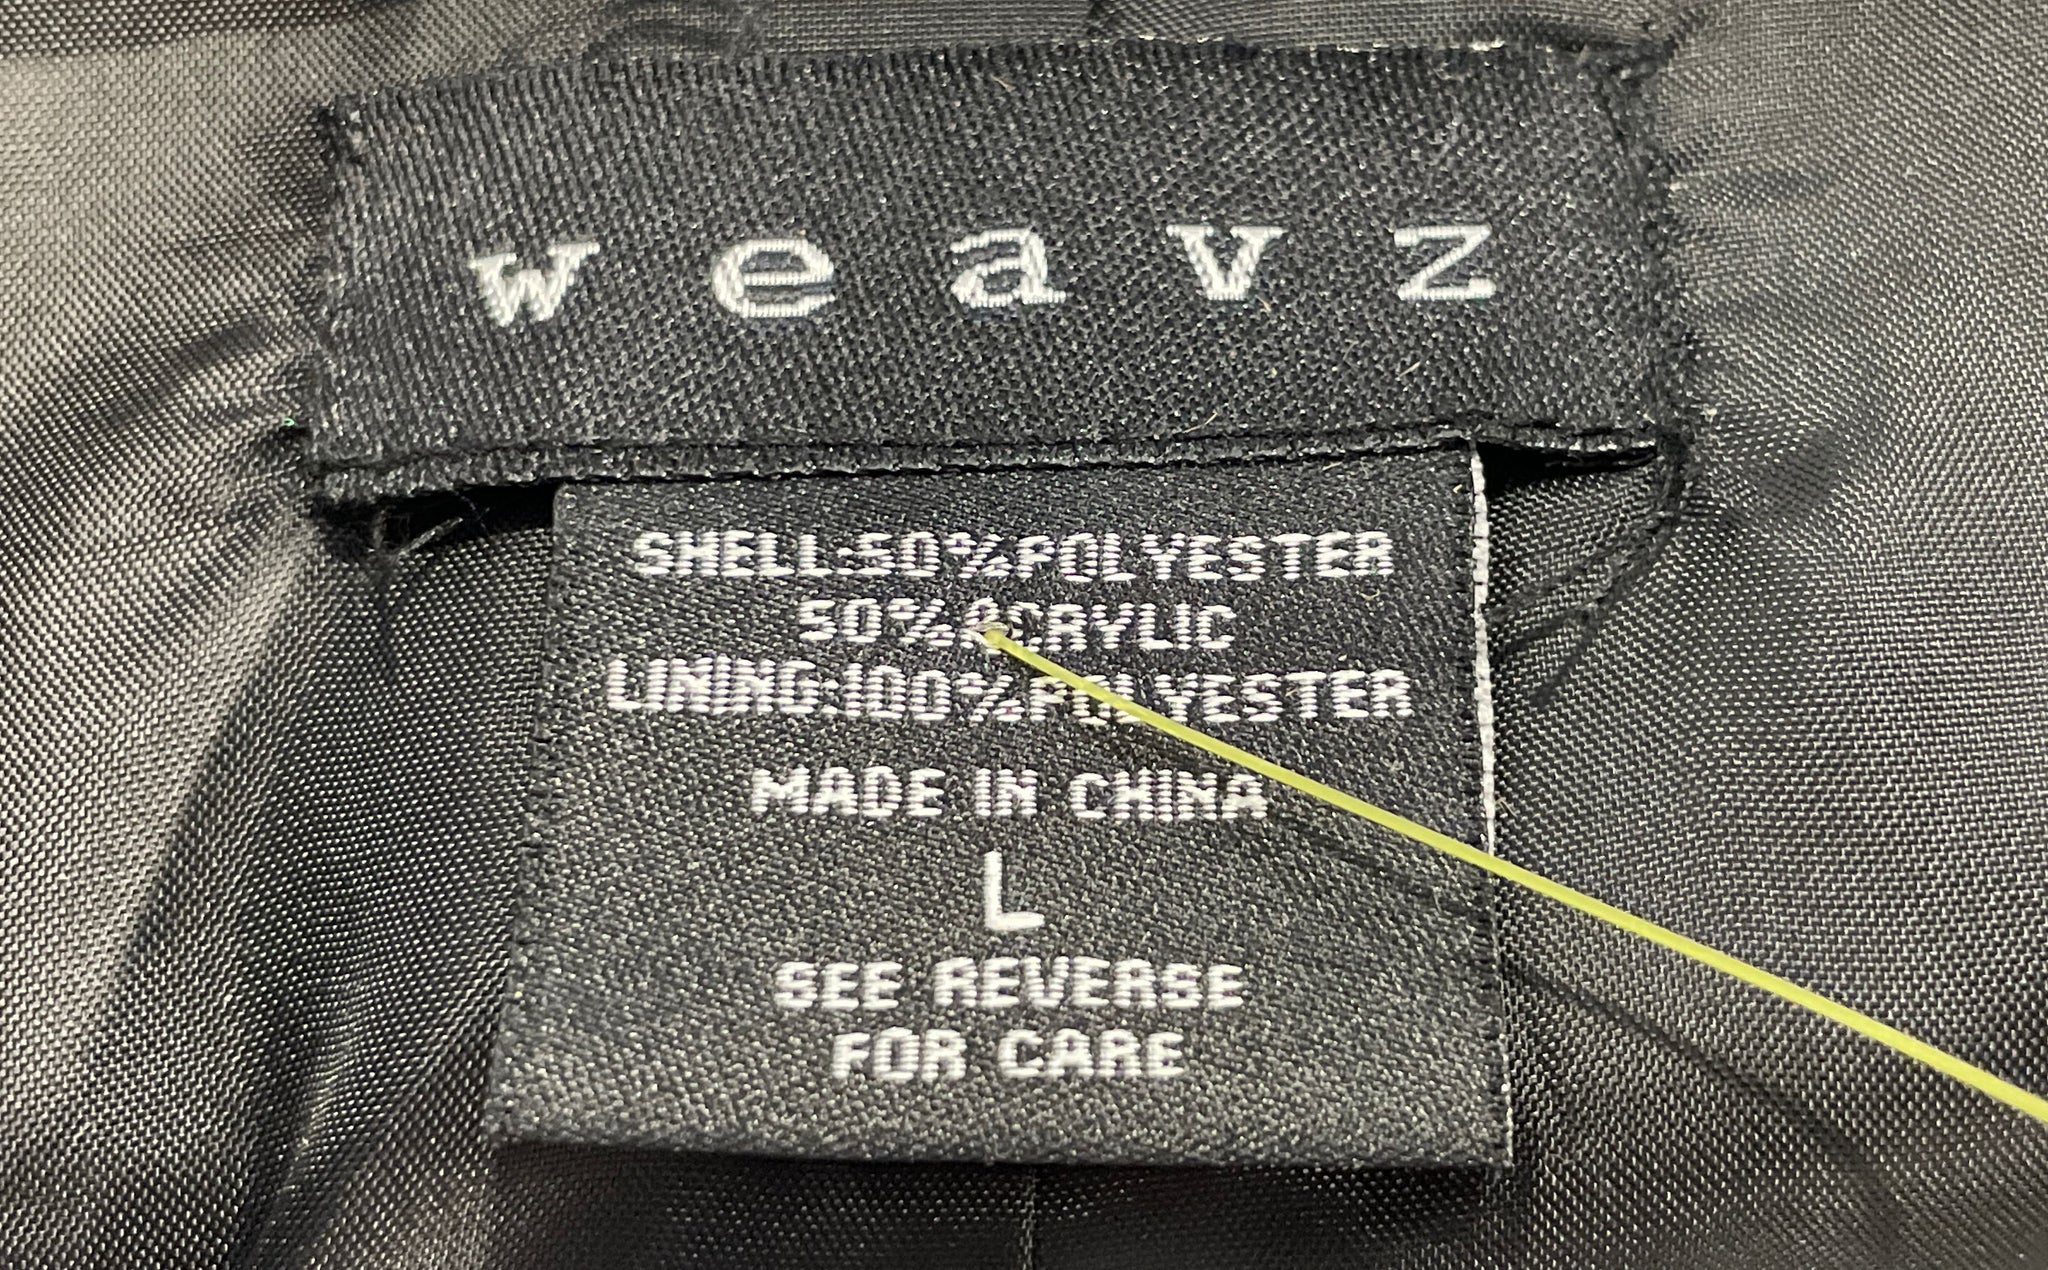 weavz
SHELL:50%POLYESTER
50%ACRYLIC
LINING:100%POLYESTER
MADE IN CHINA
L
SEE REVERSE
FOR CARE